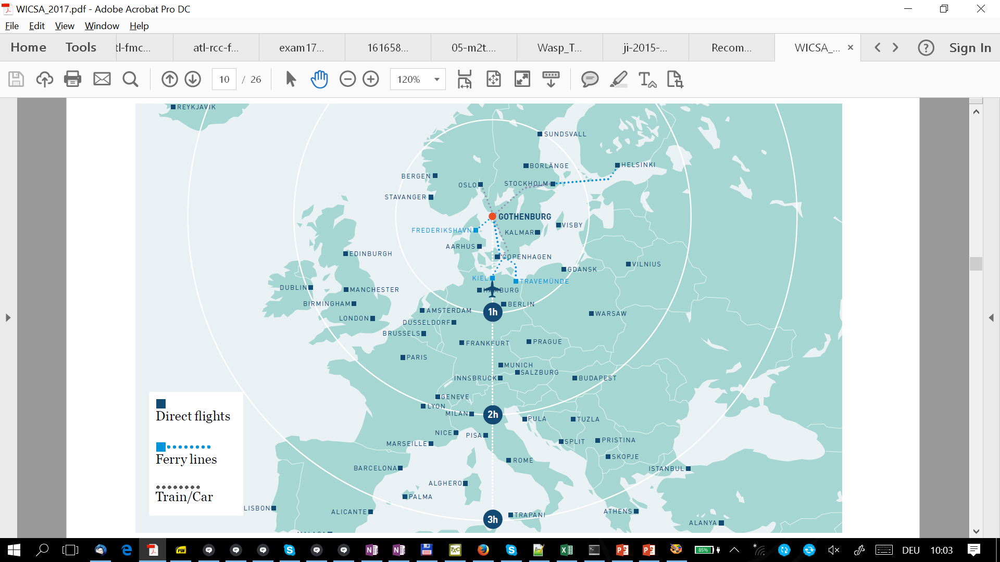 WICSA_2017.pdf - Adobe Acrobat Pro DC
File Edit View Window Help
Home Tools tl-fmc... atl-rcc-f... exam17... 161658... 05-m2t.... Wasp_T... ji-2015-... Recom... WICSA_... × Sign In
10 / 26 120%
REYKJAVIK
SUNDSVALL
BORLÄNGE
HELSINKI
BERGEN
OSLO
STOCKHOLM
STAVANGER
GOTHENBURG
VISBY
FREDERIKSHAVN
KALMAR
AARHUS
EDINBURGH
COPENHAGEN
VILNIUS
GDANSK
KIEL
TRAVEMÜNDE
DUBLIN
MANCHESTER
HAMBURG
BIRMINGHAM
BERLIN
AMSTERDAM
1h
WARSAW
LONDON
DUSSELDORF
BRUSSELS
FRANKFURT
PRAGUE
PARIS
MUNICH
SALZBURG
INNSBRUCK
BUDAPEST
GENEVE
LYON
MILAN
2h
PULA
TUZLA
NICE
PISA
MARSEILLE
SPLIT
PRISTINA
SKOPJE
ROME
BARCELONA
ISTANBUL
ALGHERO
PALMA
LISBON
ALICANTE
ATHENS
TRAPANI
3h
ALANYA
Direct flights
Ferry lines
Train/Car
85% DEU 10:03